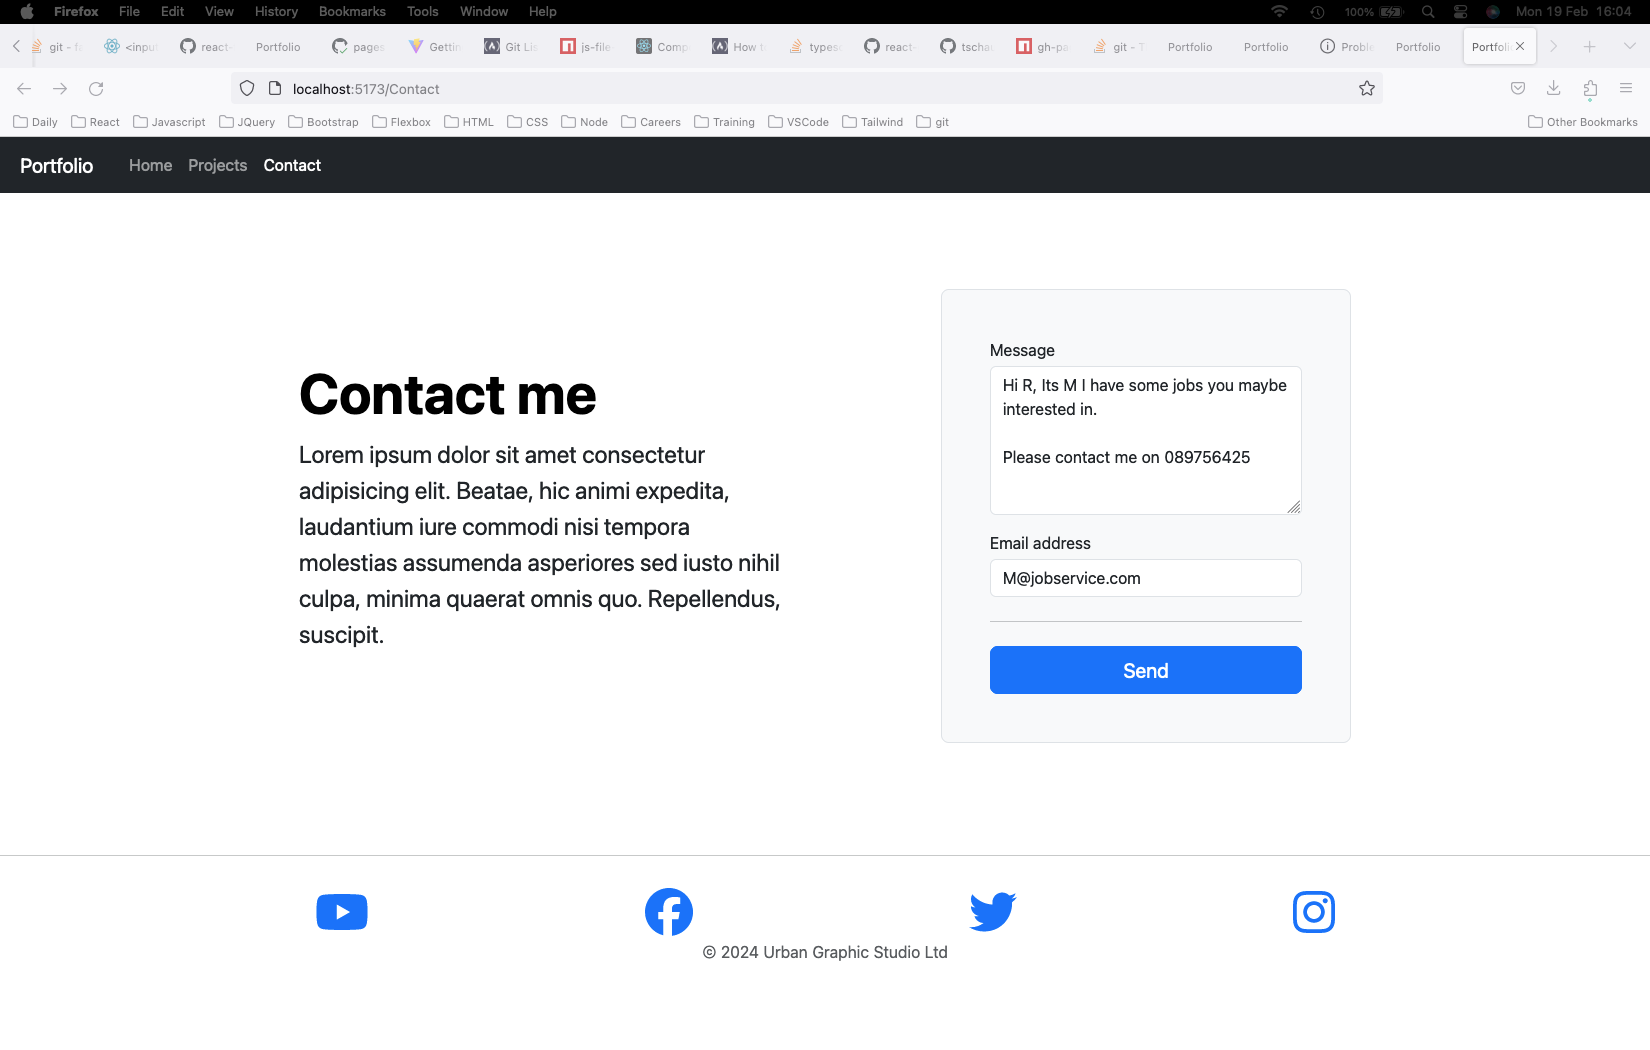 Firefox File Edit View History Bookmarks Tools Window Help 100% Mon 19 Feb 16:04
git - f <input react- Portfolio pages Gettin Git Lis js-file Comp How t types react- tscha gh-pa git - T Portfolio Portfolio Proble Portfolio Portfoli
localhost:5173/Contact
Daily React Javascript JQuery Bootstrap Flexbox HTML CSS Node Careers Training VSCode Tailwind git Other Bookmarks
Portfolio Home Projects Contact
Contact me
Lorem ipsum dolor sit amet consectetur
adipisicing elit. Beatae, hic animi expedita,
laudantium iure commodi nisi tempora
molestias assumenda asperiores sed iusto nihil
culpa, minima quaerat omnis quo. Repellendus,
suscipit.
Message
Hi R, Its M I have some jobs you maybe
interested in.
Please contact me on 089756425
Email address
M@jobservice.com
Send
© 2024 Urban Graphic Studio Ltd